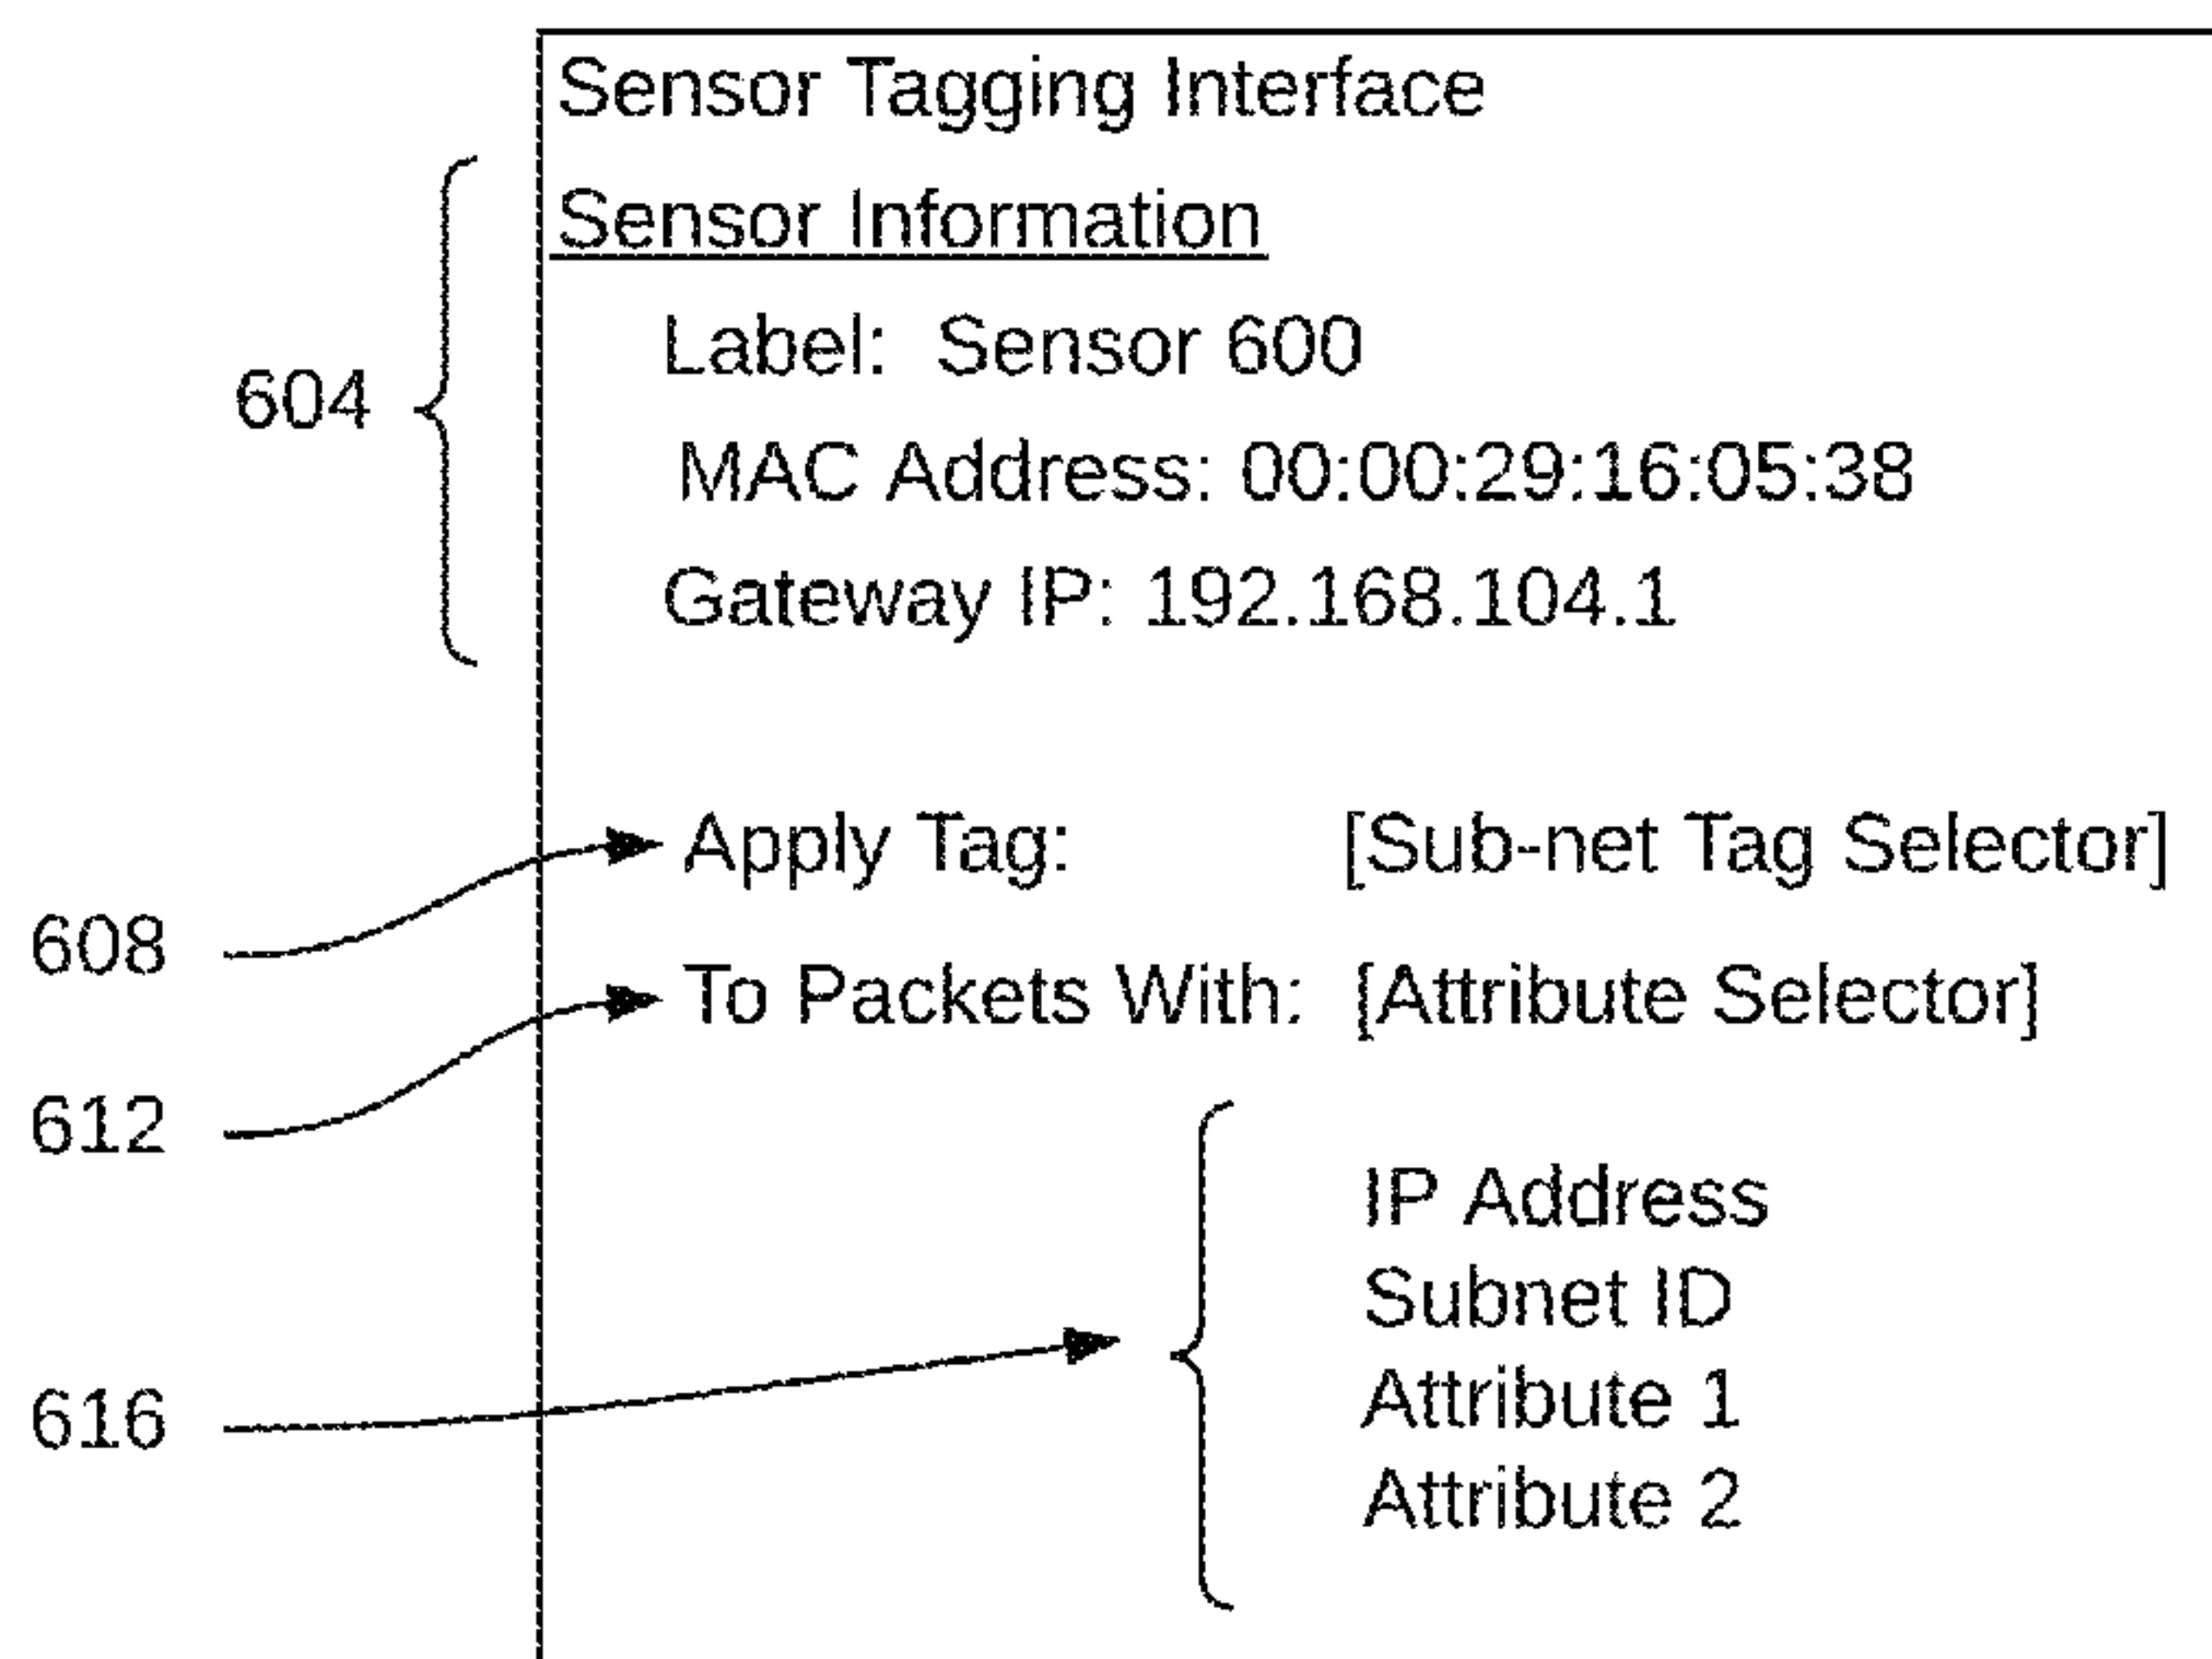 Sensor Tagging Interface
Sensor Information
604
Label: Sensor 600
MAC Address: 00:00:29:16:05:38
Gateway IP: 192.168.104.1
608
Apply Tag: [Sub-net Tag Selector]
612
To Packets With: [Attribute Selector]
616
IP Address
Subnet ID
Attribute 1
Attribute 2